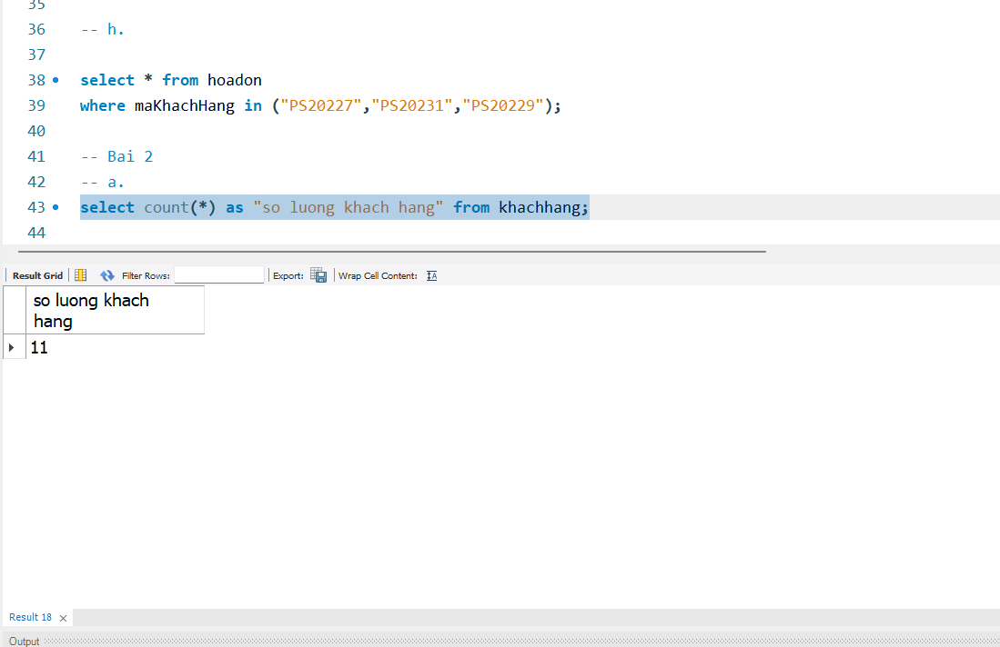 35
36 -- h.
37
38 select * from hoadon
39 where maKhachHang in ("PS20227","PS20231","PS20229");
40
41 -- Bai 2
42 -- a.
43 select count(*) as "so luong khach hang" from khachhang;
44
Result Grid Filter Rows: Export: Wrap Cell Content: IA
so luong khach
hang
11
Result 18 ×
Output